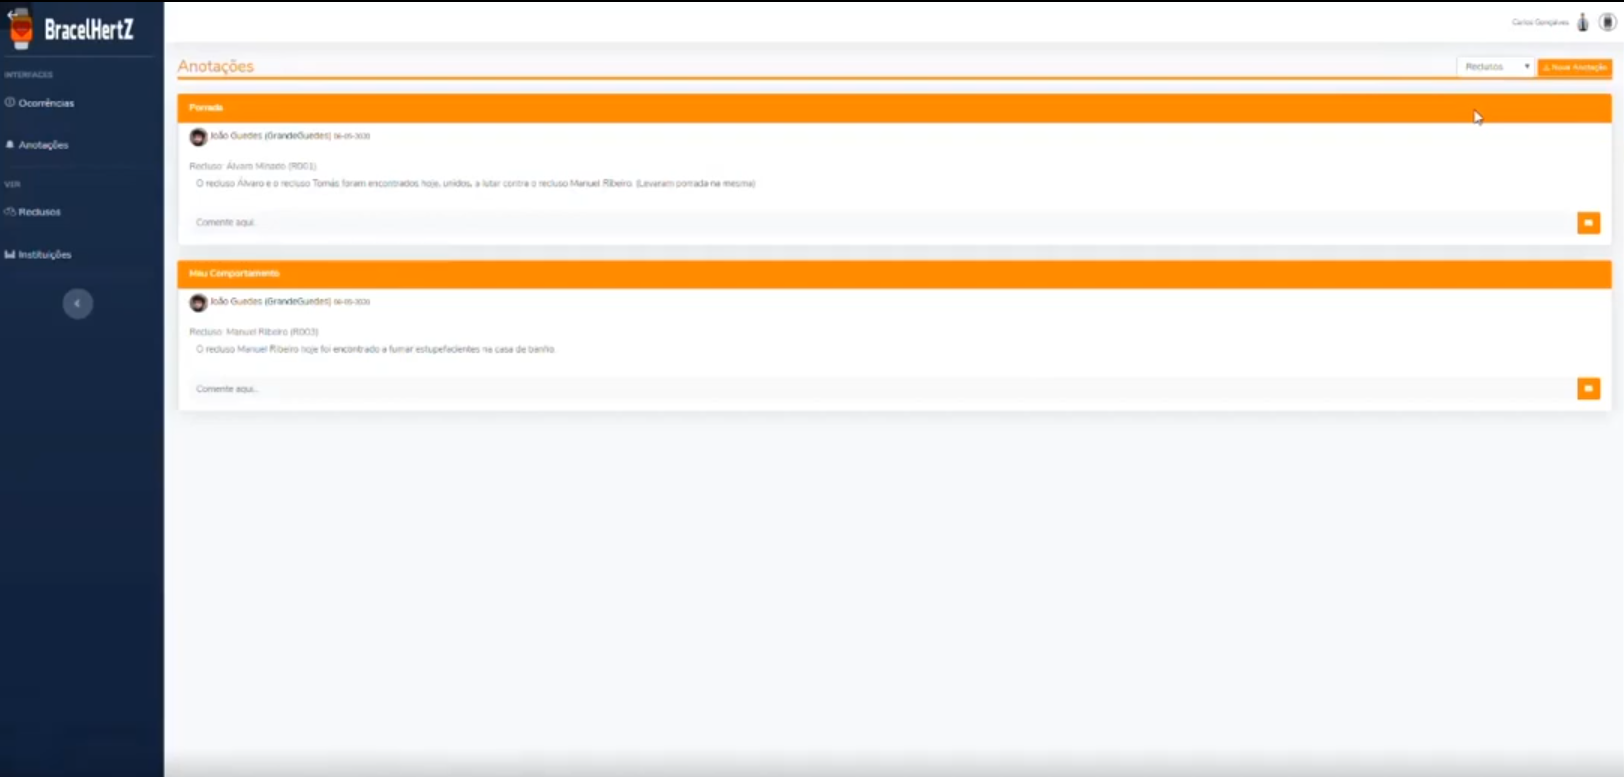 BracelHertZ
Carlos Gonçalves
INTERFACES
Ocorrências
Anotações
VER
Reclusos
Instituições
Anotações
Reclusos
Nova Anotação
Porrada
João Guedes (GrandeGuedes) 06-05-2020
Recluso: Álvaro Minado (RD01)
O recluso Álvaro e o recluso Tomás foram encontrados hoje, unidos, a lutar contra o recluso Manuel Ribeiro. (Levaram porrada na mesma)
Comente aqui..
Mau Comportamento
João Guedes (GrandeGuedes) 06-05-2020
Recluso: Manuel Ribeiro (RD03)
O recluso Manuel Ribeiro hoje foi encontrado a fumar estupefacientes na casa de banho.
Comente aqui..